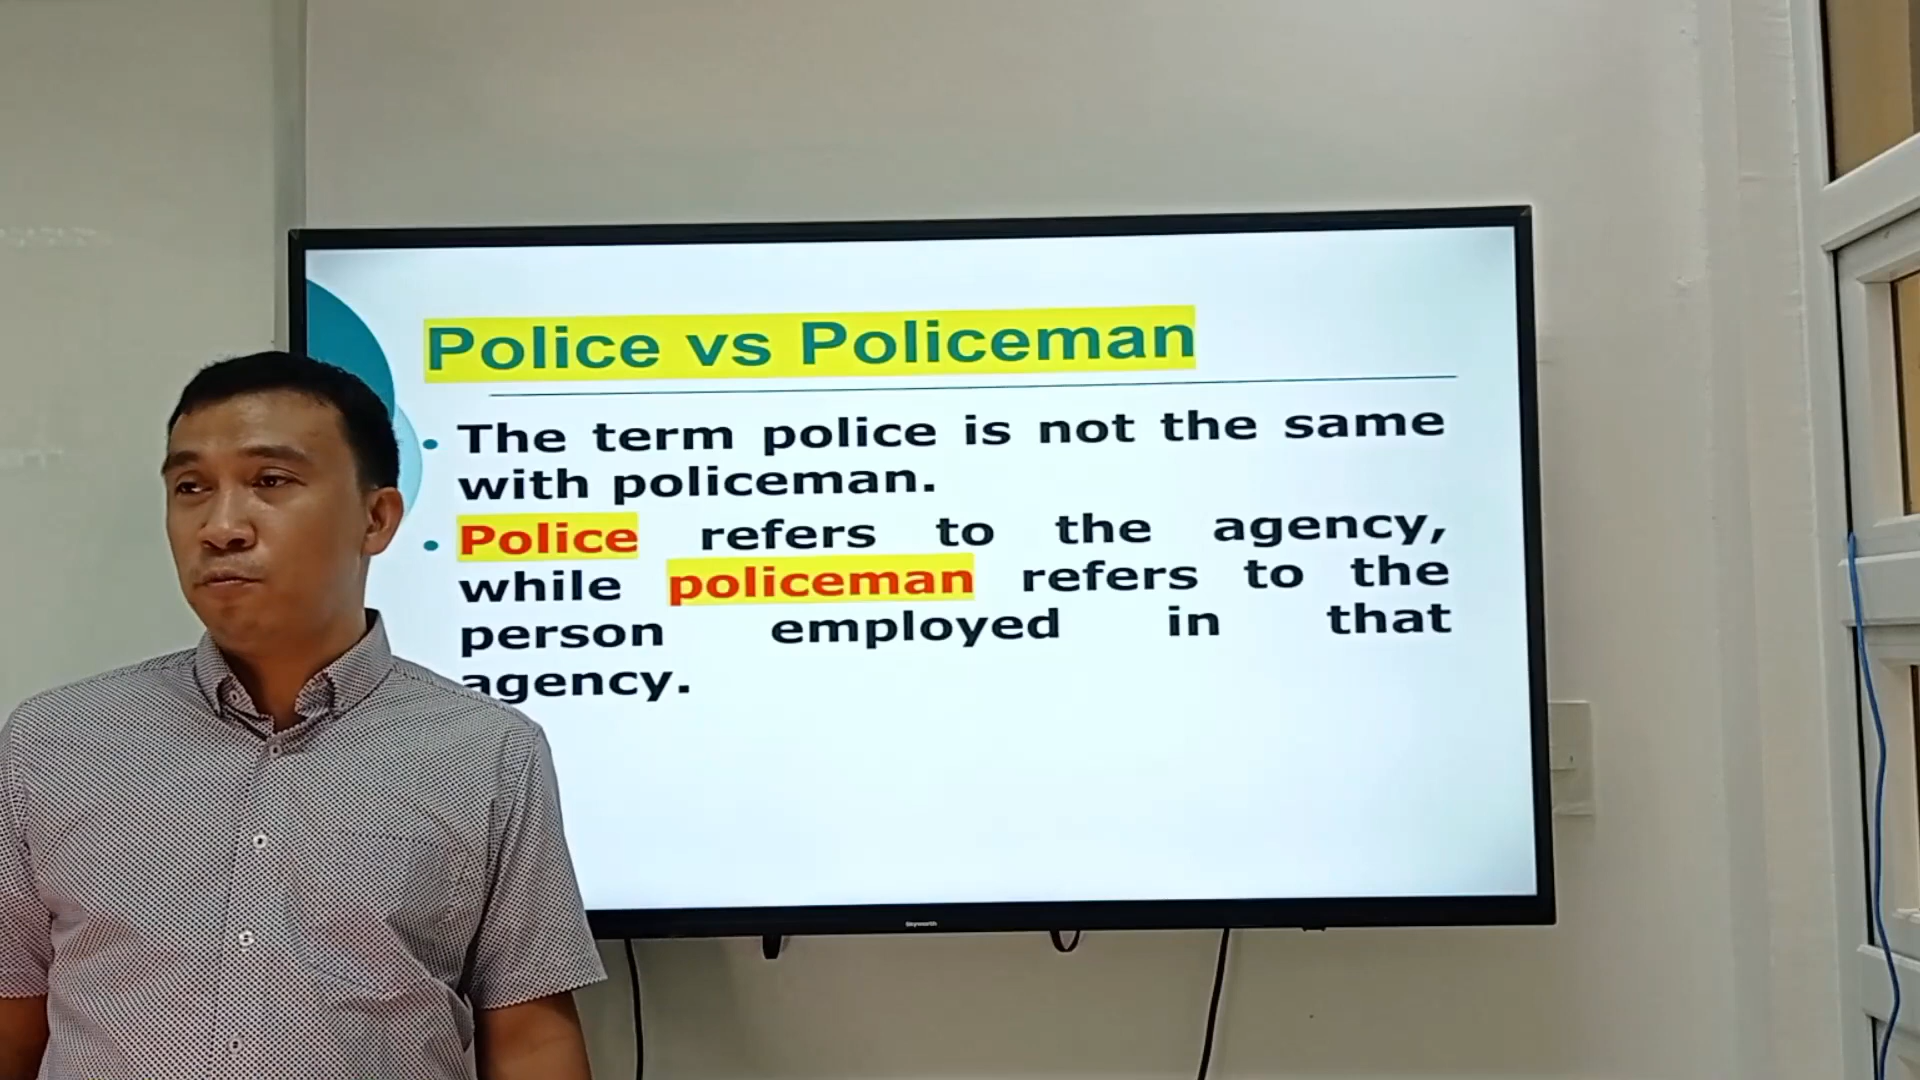 Police vs Policeman
• The term police is not the same
with policeman.
• Police refers to the agency,
while policeman refers to the
person employed in that
agency.
Skyworth